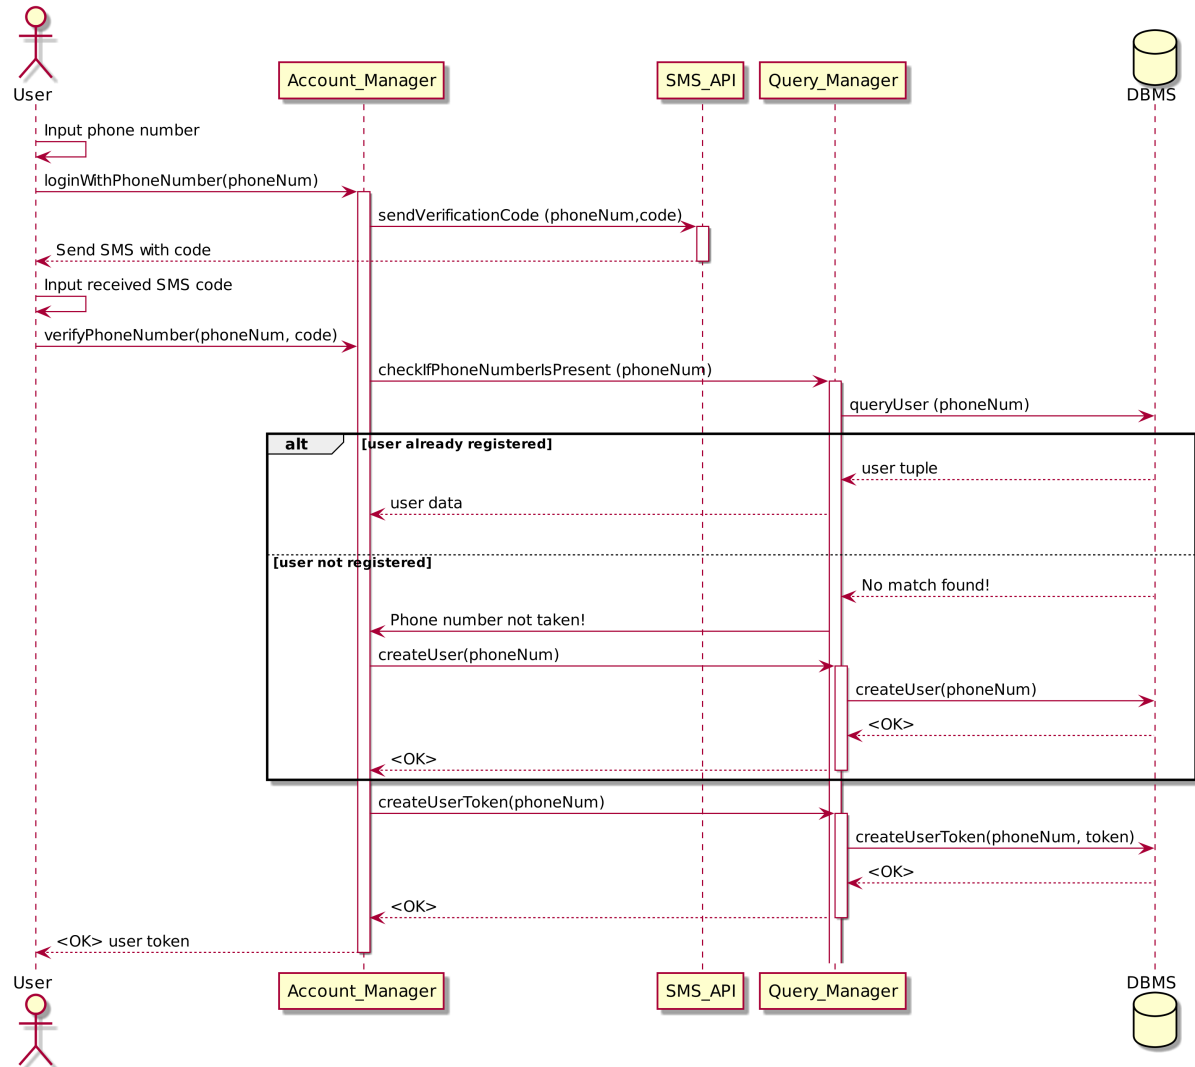 User
Account_Manager
SMS_API
Query_Manager
DBMS
Input phone number
loginWithPhoneNumber(phoneNum)
sendVerificationCode (phoneNum,code)
Send SMS with code
Input received SMS code
verifyPhoneNumber(phoneNum, code)
checkIfPhoneNumberIsPresent (phoneNum)
queryUser (phoneNum)
alt
[user already registered]
user tuple
user data
[user not registered]
No match found!
Phone number not taken!
createUser(phoneNum)
createUser(phoneNum)
<OK>
<OK>
createUserToken(phoneNum)
createUserToken(phoneNum, token)
<OK>
<OK>
<OK> user token
User
Account_Manager
SMS_API
Query_Manager
DBMS